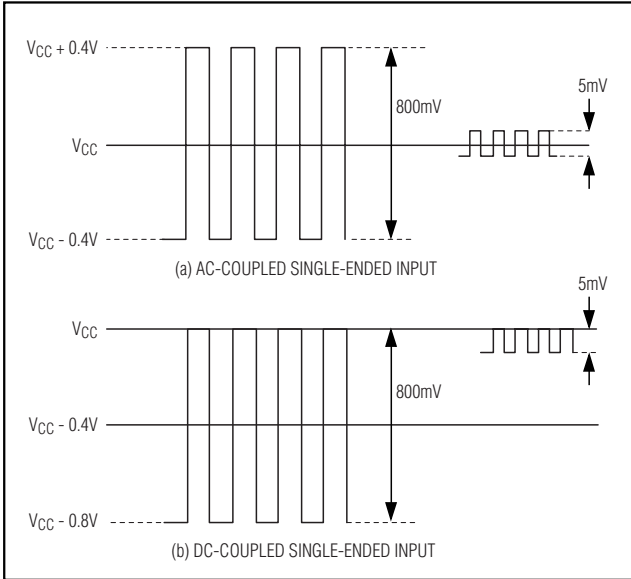 VCC + 0.4V
5mV
800mV
VCC
VCC - 0.4V
(a) AC-COUPLED SINGLE-ENDED INPUT
5mV
VCC
800mV
VCC - 0.4V
VCC - 0.8V
(b) DC-COUPLED SINGLE-ENDED INPUT